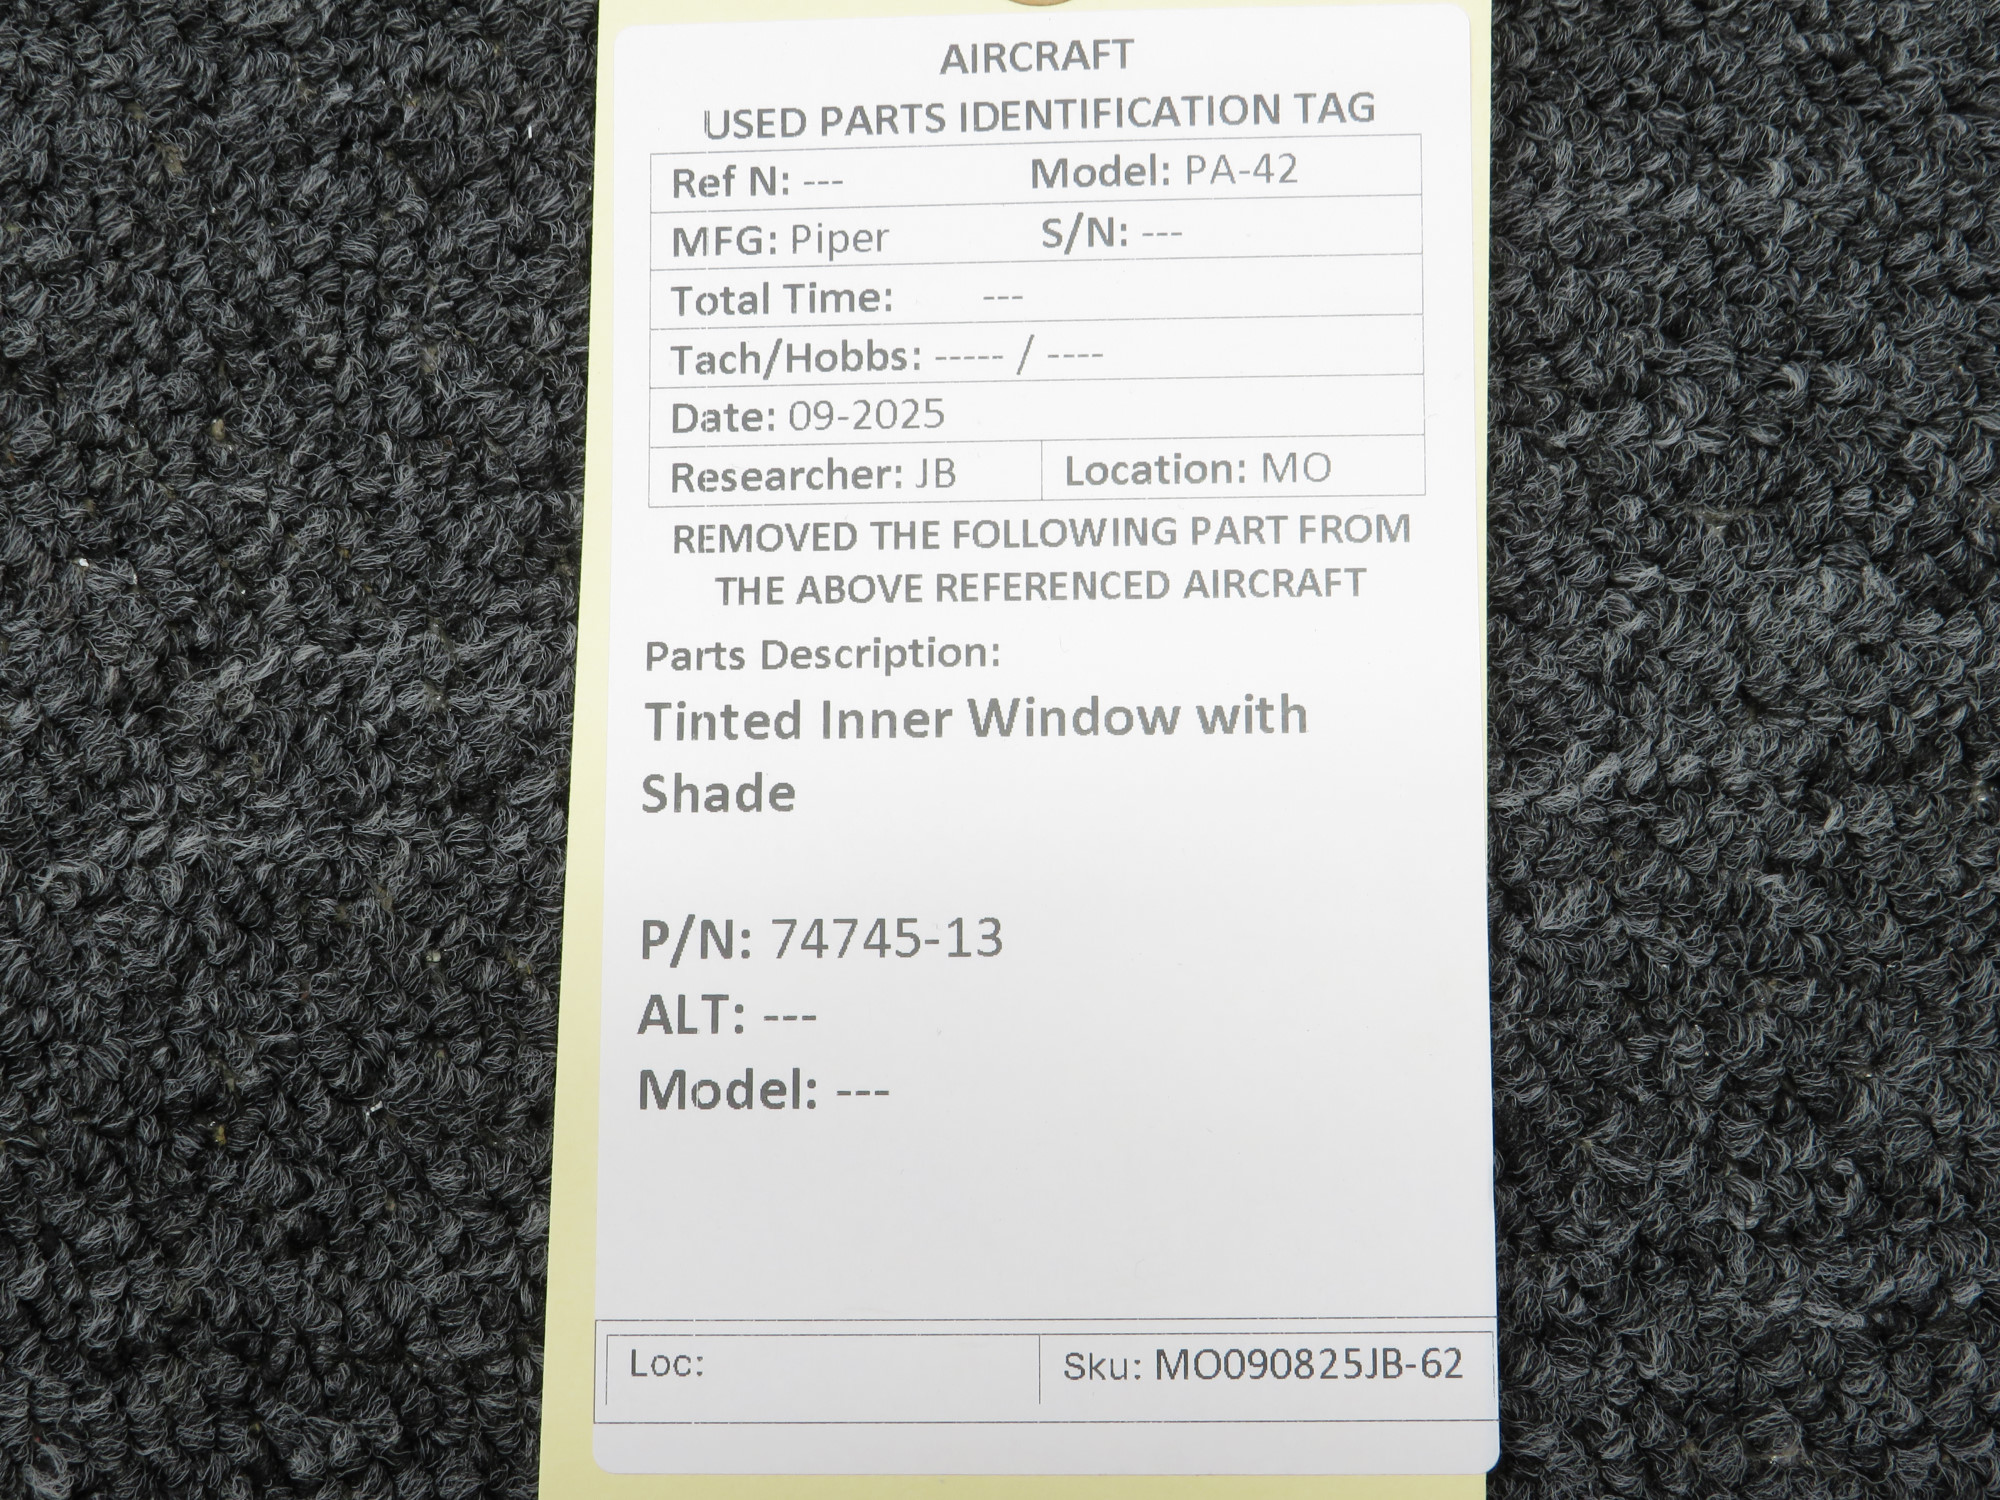 AIRCRAFT
USED PARTS IDENTIFICATION TAG
Ref N: --- Model: PA-42
MFG: Piper S/N: ---
Total Time: ---
Tach/Hobbs: ----- / ----
Date: 09-2025
Researcher: JB Location: MO
REMOVED THE FOLLOWING PART FROM
THE ABOVE REFERENCED AIRCRAFT
Parts Description:
Tinted Inner Window with
Shade
P/N: 74745-13
ALT: ---
Model: ---
Loc: Sku: MO090825JB-62